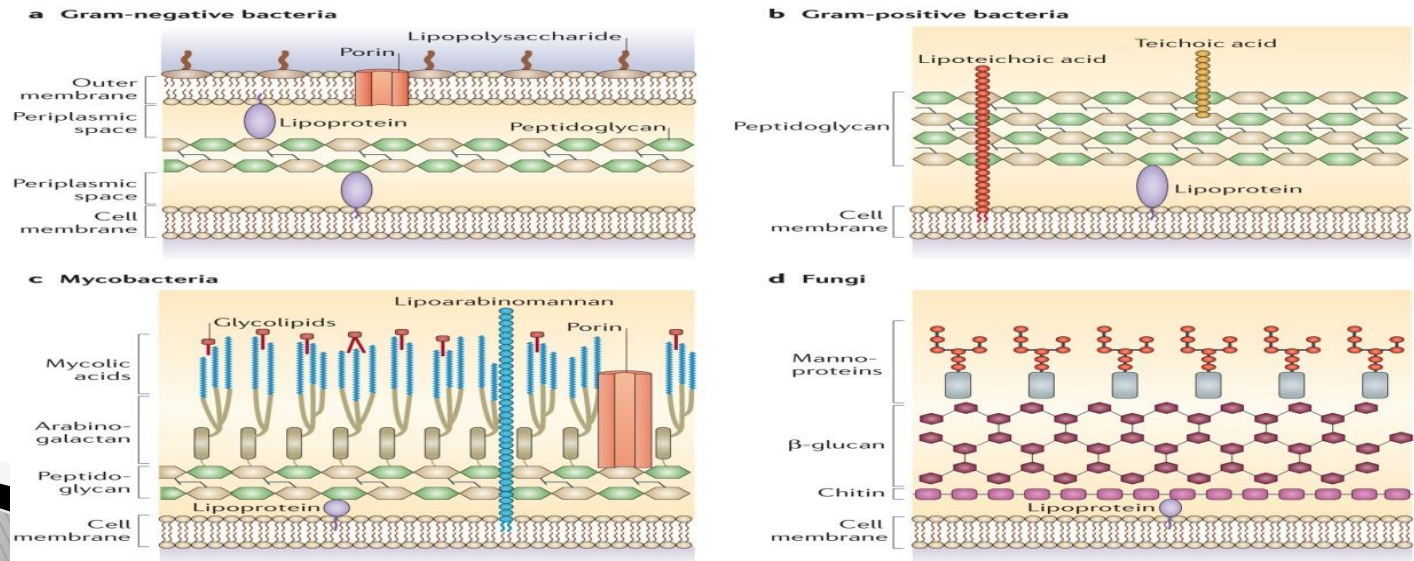 a Gram-negative bacteria
Lipopolysaccharide
Porin
Outer
membrane
Periplasmic
space
Lipoprotein
Peptidoglycan
Periplasmic
space
Cell
membrane
b Gram-positive bacteria
Teichoic acid
Lipoteichoic acid
Peptidoglycan
Lipoprotein
Cell
membrane
c Mycobacteria
Lipoarabinomannan
Glycolipids
Porin
Mycolic
acids
Arabino-
galactan
Peptido-
glycan
Lipoprotein
Cell
membrane
d Fungi
Manno-
proteins
β-glucan
Chitin
Lipoprotein
Cell
membrane